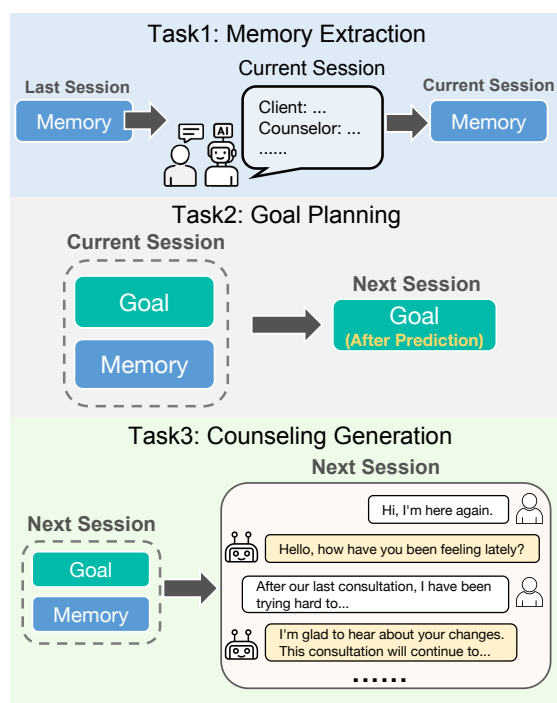 Task1: Memory Extraction
Last Session
Memory
AI
Current Session
Client: ...
Counselor: ...
......
Current Session
Memory
Task2: Goal Planning
Current Session
Goal
Memory
Next Session
Goal
(After Prediction)
Task3: Counseling Generation
Next Session
Goal
Memory
Next Session
Hi, I'm here again.
Hello, how have you been feeling lately?
After our last consultation, I have been
trying hard to...
I'm glad to hear about your changes.
This consultation will continue to...
......